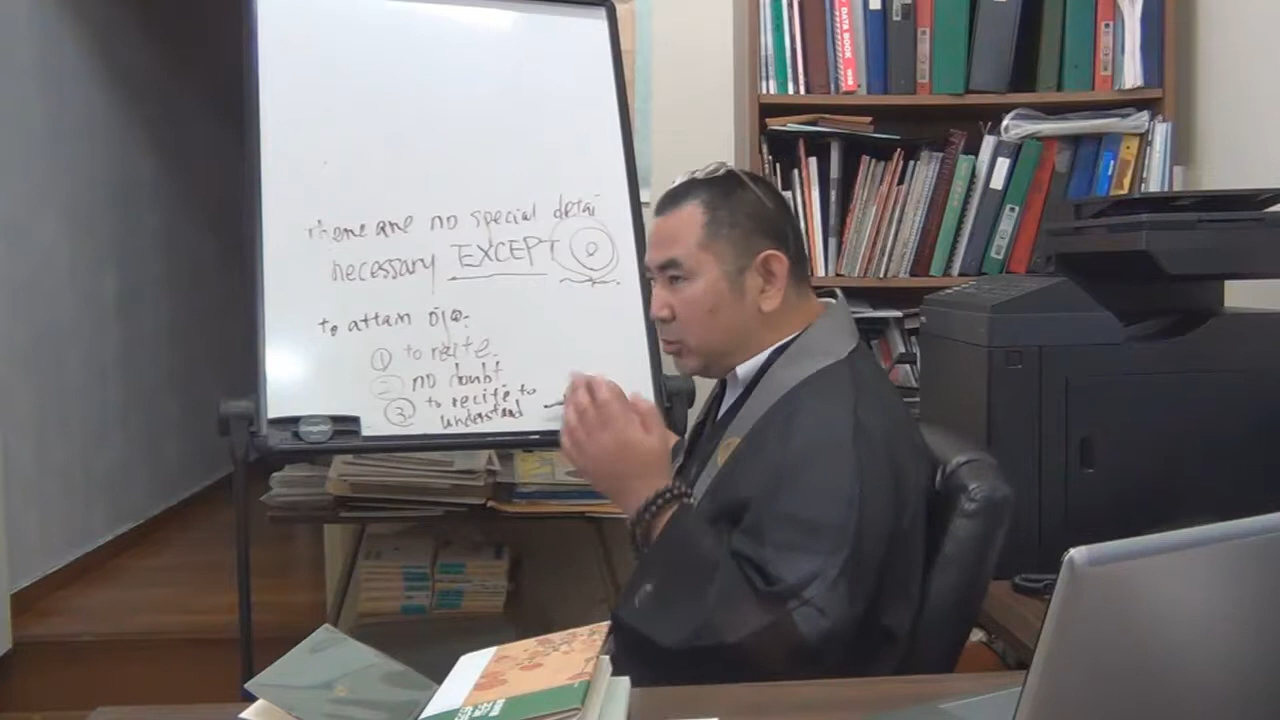 there are no special detai
necessary EXCEPT
to attain ojo.
① to recite.
② no doubt
③ to recite to
understand
DATA BOOK